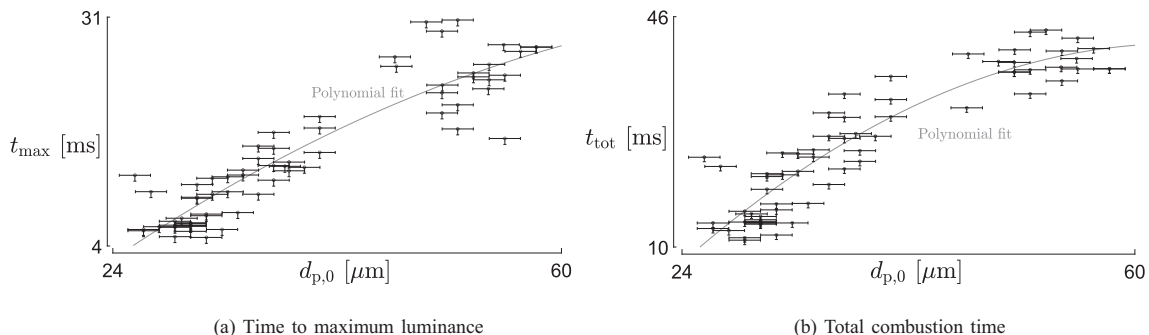 31
Polynomial fit
t_max [ms]
4
24
d_p,0 [μm]
60
(a) Time to maximum luminance
46
Polynomial fit
t_tot [ms]
10
24
d_p,0 [μm]
60
(b) Total combustion time